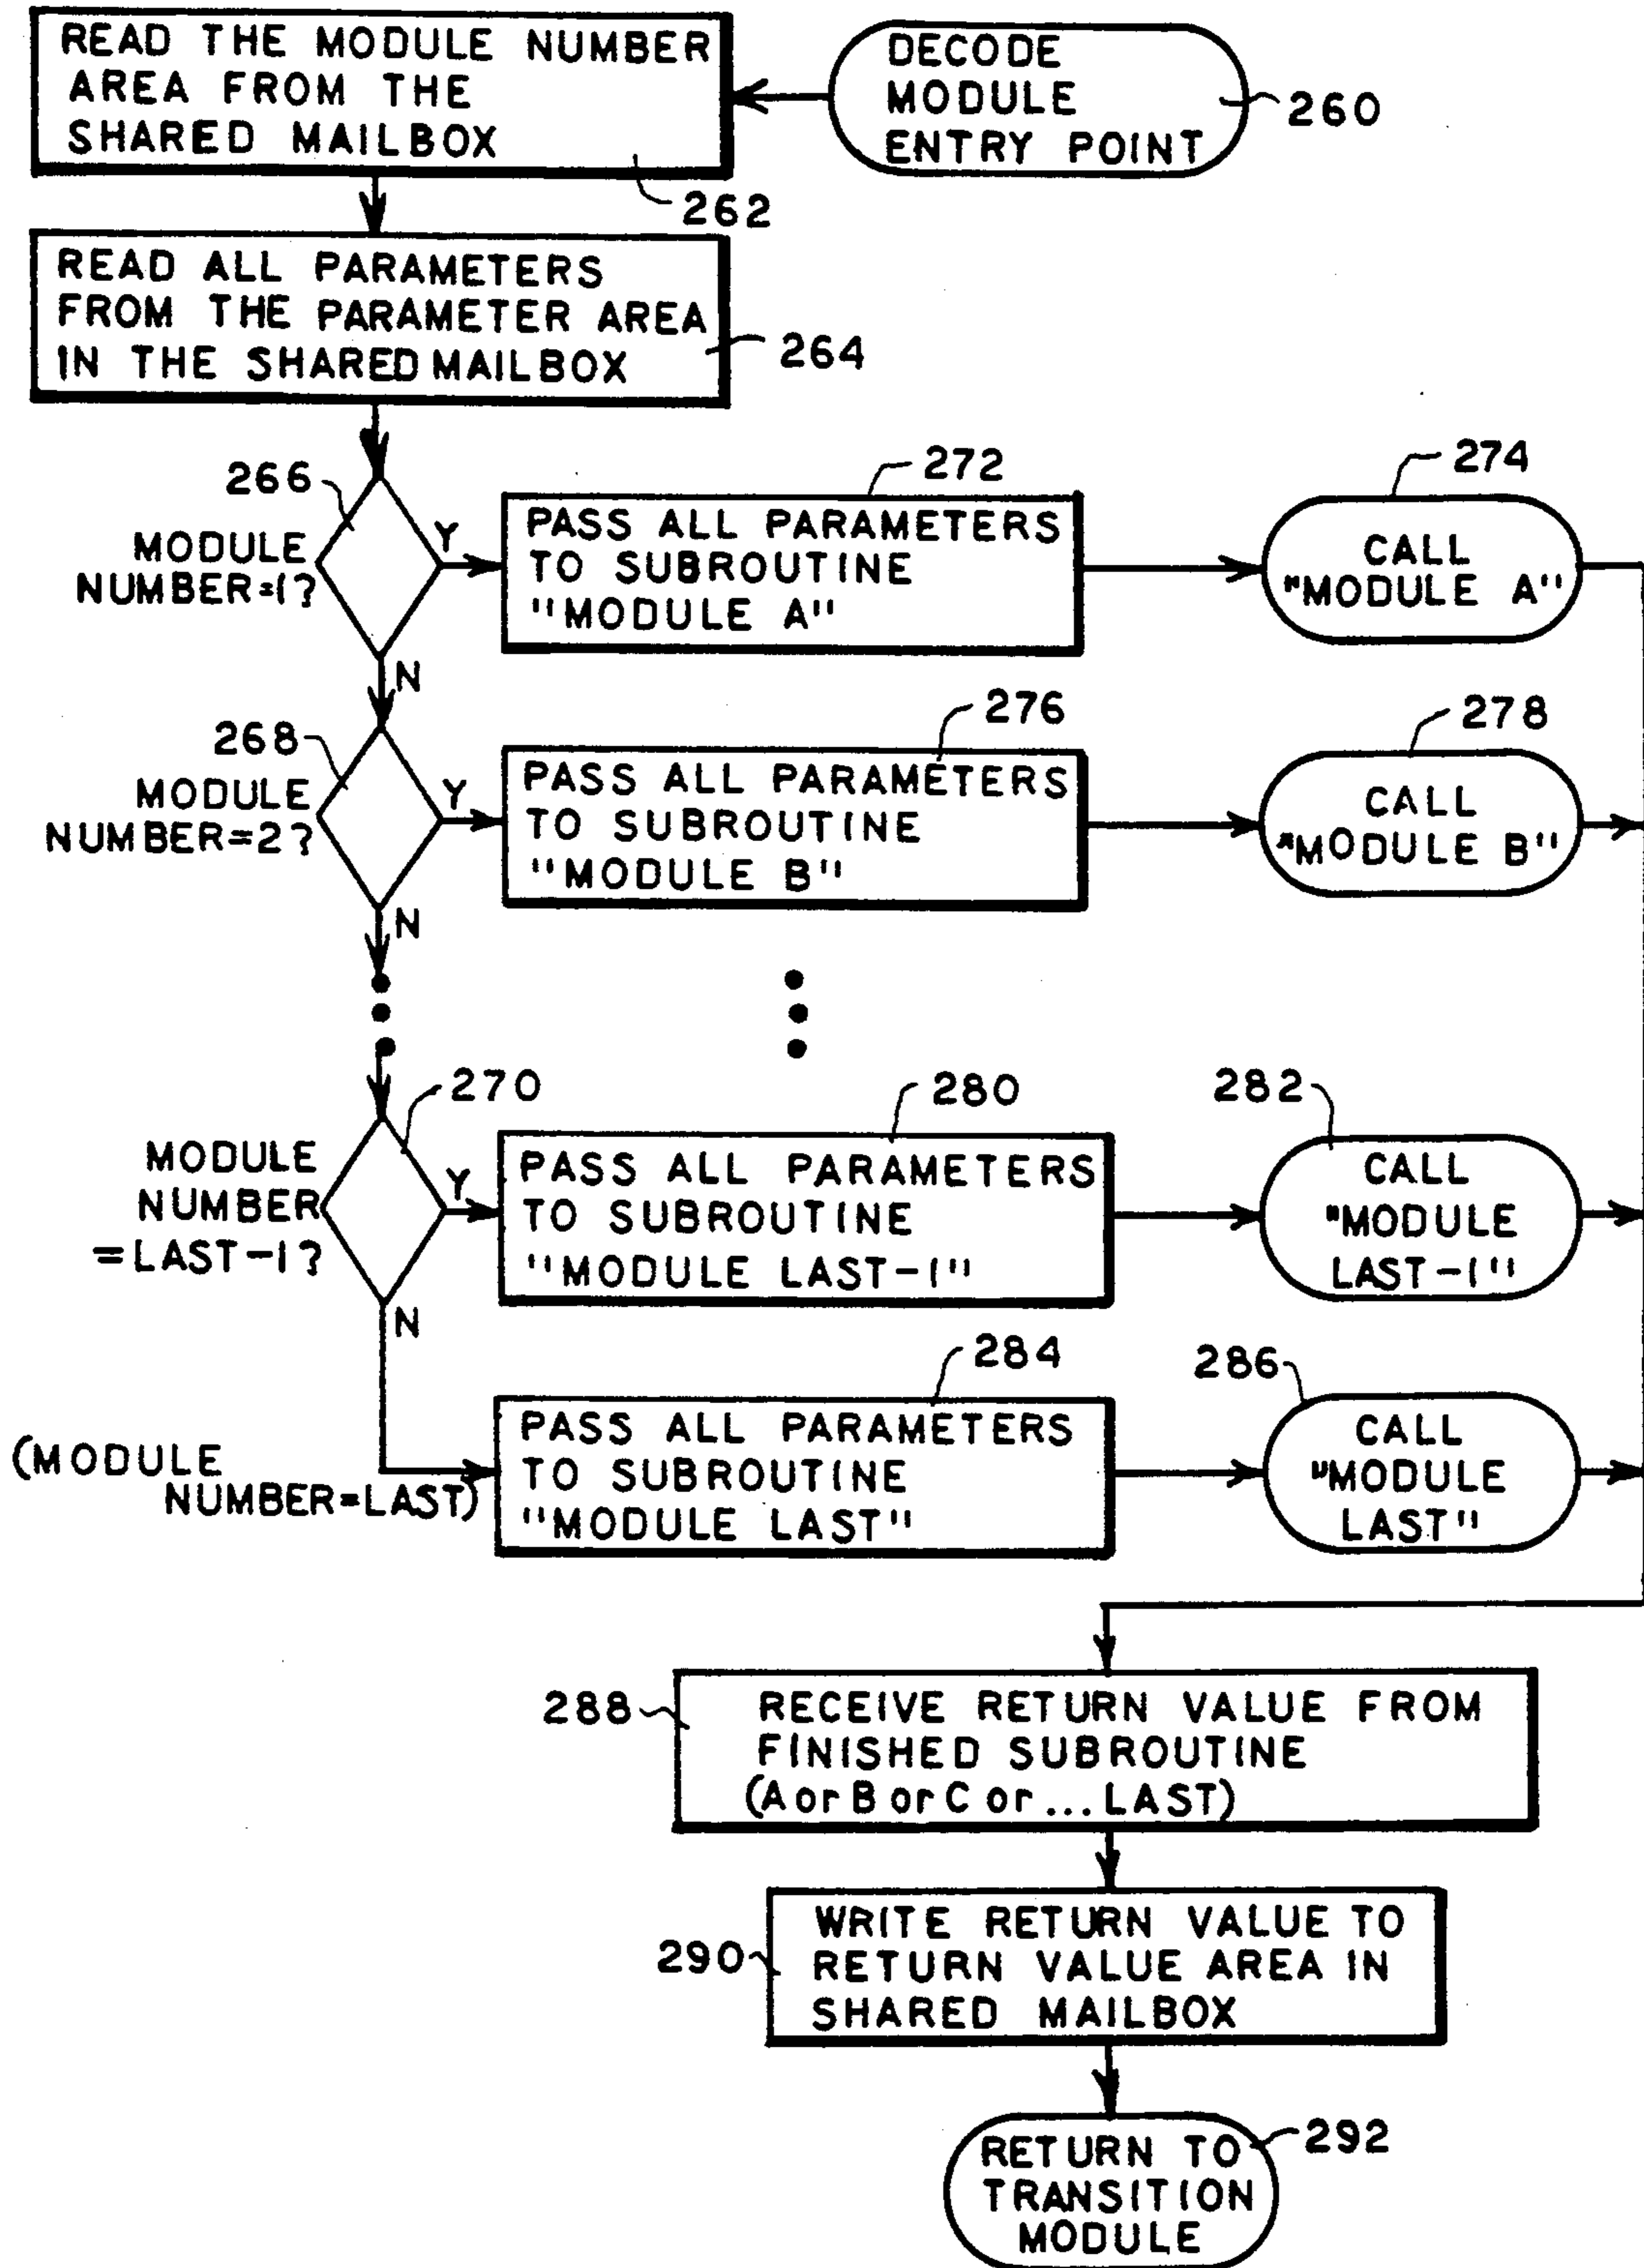 READ THE MODULE NUMBER
AREA FROM THE
SHARED MAILBOX
262
DECODE
MODULE
ENTRY POINT
260
READ ALL PARAMETERS
FROM THE PARAMETER AREA
IN THE SHARED MAILBOX
264
266
MODULE
NUMBER=1?
Y
N
272
PASS ALL PARAMETERS
TO SUBROUTINE
"MODULE A"
274
CALL
"MODULE A"
268
MODULE
NUMBER=2?
Y
N
276
PASS ALL PARAMETERS
TO SUBROUTINE
"MODULE B"
278
CALL
"MODULE B"
270
MODULE
NUMBER
=LAST-1?
Y
N
280
PASS ALL PARAMETERS
TO SUBROUTINE
"MODULE LAST-1"
282
CALL
"MODULE
LAST-1"
(MODULE
NUMBER=LAST)
284
PASS ALL PARAMETERS
TO SUBROUTINE
"MODULE LAST"
286
CALL
"MODULE
LAST"
288
RECEIVE RETURN VALUE FROM
FINISHED SUBROUTINE
(A or B or C or ... LAST)
290
WRITE RETURN VALUE TO
RETURN VALUE AREA IN
SHARED MAILBOX
RETURN TO
TRANSITION
MODULE
292